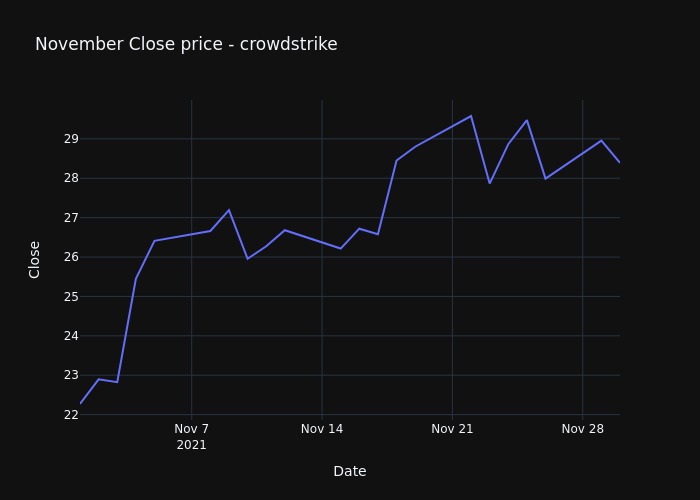 November Close price - crowdstrike
Close
29
28
27
26
25
24
23
22
Nov 7
2021
Nov 14
Nov 21
Nov 28
Date